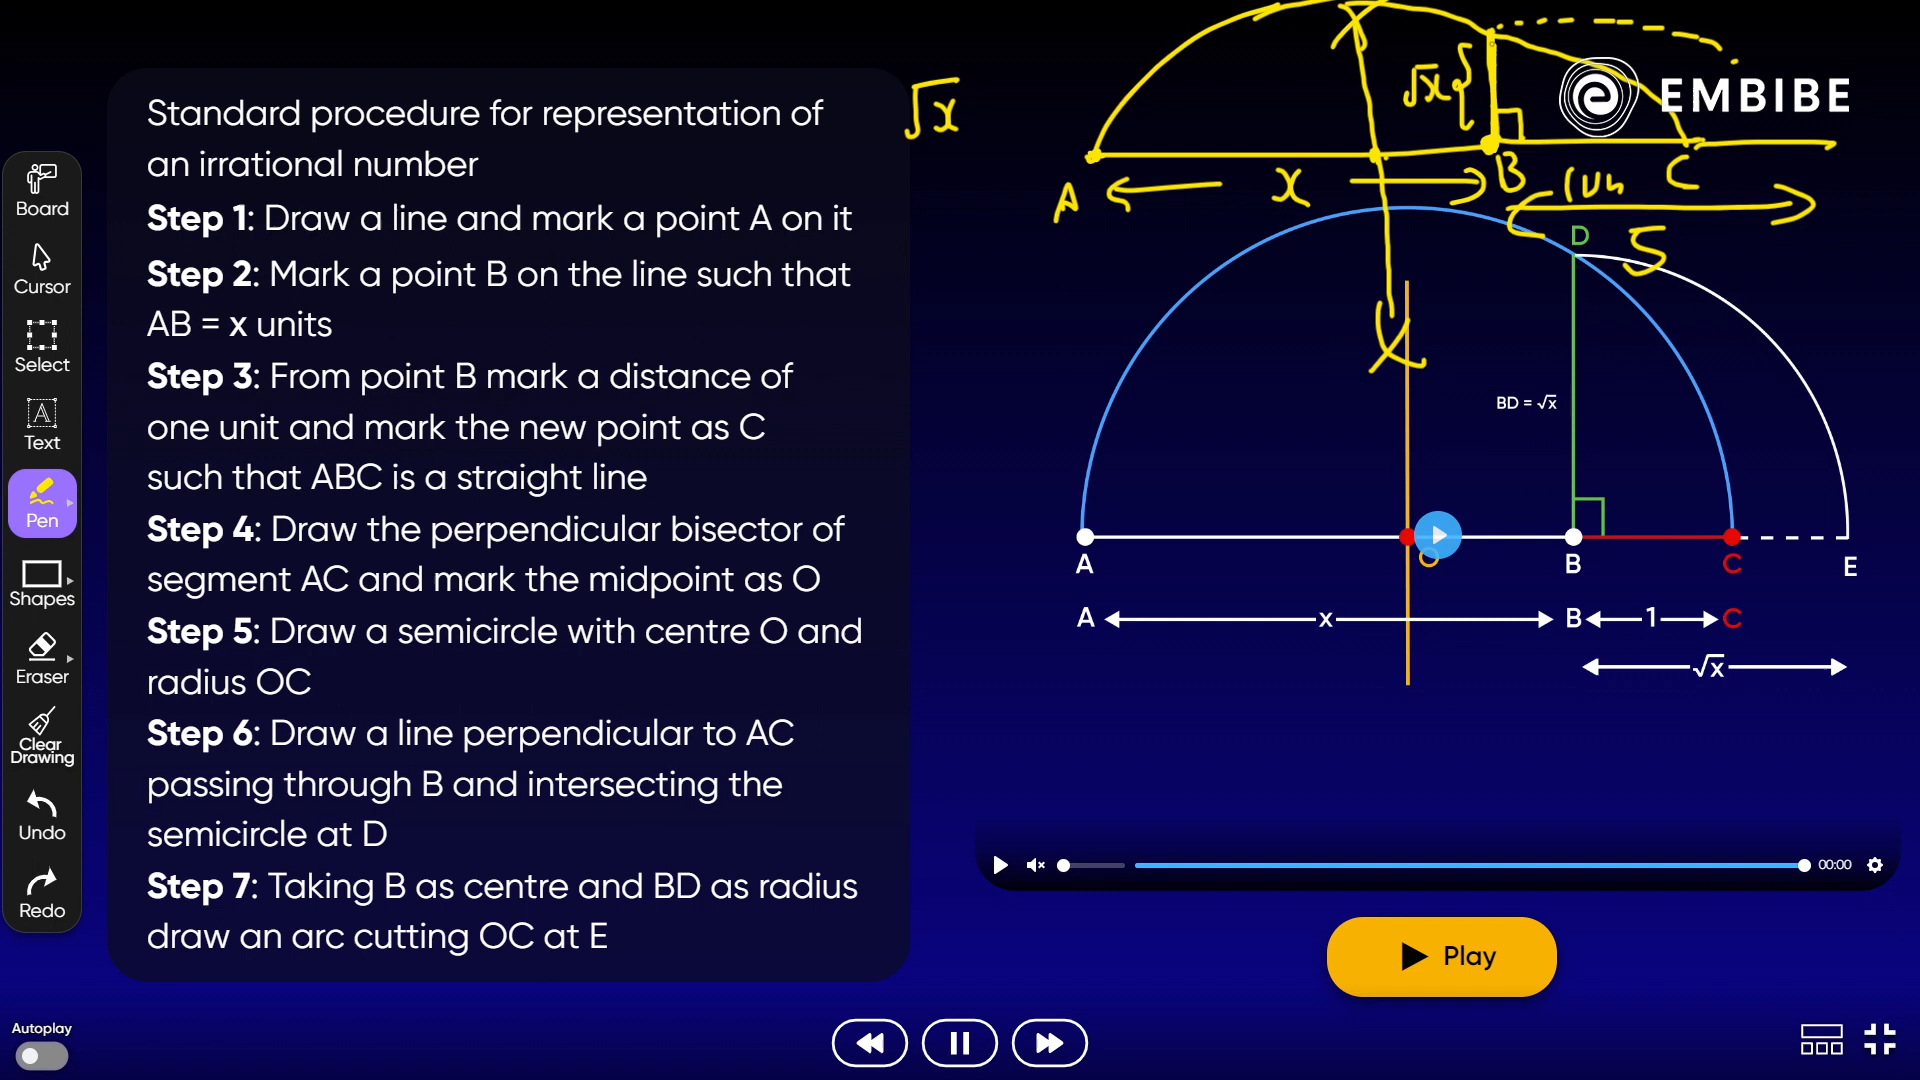 Standard procedure for representation of
an irrational number
Step 1: Draw a line and mark a point A on it
Step 2: Mark a point B on the line such that
AB = x units
Step 3: From point B mark a distance of
one unit and mark the new point as C
such that ABC is a straight line
Step 4: Draw the perpendicular bisector of
segment AC and mark the midpoint as O
Step 5: Draw a semicircle with centre O and
radius OC
Step 6: Draw a line perpendicular to AC
passing through B and intersecting the
semicircle at D
Step 7: Taking B as centre and BD as radius
draw an arc cutting OC at E
Board
Cursor
Select
Text
Pen
Shapes
Eraser
Clear
Drawing
Undo
Redo
Autoplay
√x
√x
EMBIBE
A x B C
5
D
BD = √x
O
A B C E
A x B 1 C
√x
00:00
Play